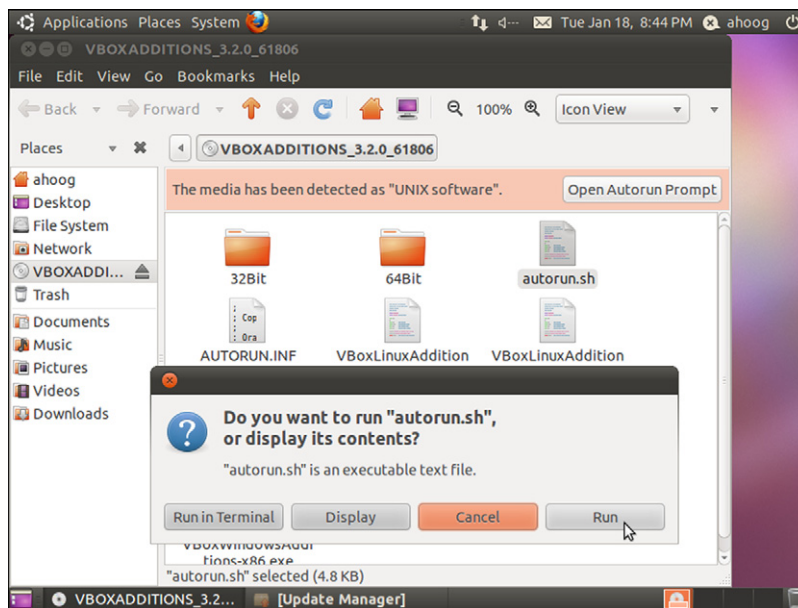 Applications Places System Tue Jan 18, 8:44 PM ahoog
VBOXADDITIONS_3.2.0_61806
File Edit View Go Bookmarks Help
Back Forward 100% Icon View
Places VBOXADDITIONS_3.2.0_61806
ahoog
Desktop
File System
Network
VBOXADDI...
Trash
Documents
Music
Pictures
Videos
Downloads
The media has been detected as "UNIX software". Open Autorun Prompt
32Bit 64Bit autorun.sh
; Cop
; Ora
AUTORUN.INF VBoxLinuxAddition VBoxLinuxAddition
Do you want to run "autorun.sh",
or display its contents?
"autorun.sh" is an executable text file.
Run in Terminal Display Cancel Run
VBoxWindowsAddi
tions-x86.exe
"autorun.sh" selected (4.8 KB)
VBOXADDITIONS_3.2... [Update Manager]